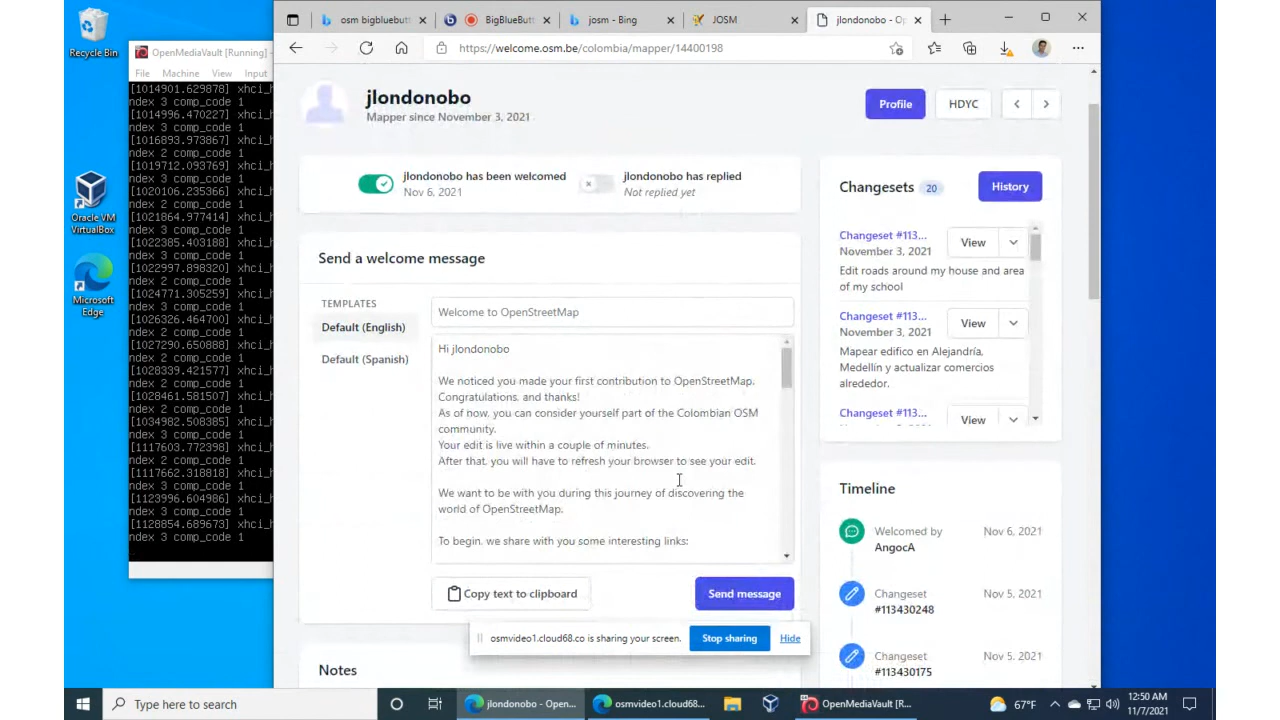 Recycle Bin
Oracle VM
VirtualBox
Microsoft
Edge
OpenMediaVault [Running] -
File Machine View Input
[1014901.629878] xhci_h
ndex 3 comp_code 1
[1014996.470227] xhci_h
ndex 3 comp_code 1
[1016893.973867] xhci_h
ndex 2 comp_code 1
[1019712.093769] xhci_h
ndex 2 comp_code 1
[1020106.235366] xhci_h
ndex 2 comp_code 1
[1021864.977414] xhci_h
ndex 3 comp_code 1
[1022385.403188] xhci_h
ndex 3 comp_code 1
[1022997.898320] xhci_h
ndex 2 comp_code 1
[1024771.305259] xhci_h
ndex 3 comp_code 1
[1026326.464700] xhci_h
ndex 2 comp_code 1
[1027290.650888] xhci_h
ndex 3 comp_code 1
[1028339.421577] xhci_h
ndex 2 comp_code 1
[1028461.581507] xhci_h
ndex 2 comp_code 1
[1034982.508385] xhci_h
ndex 3 comp_code 1
[1117603.772398] xhci_h
ndex 2 comp_code 1
[1117662.318818] xhci_h
ndex 2 comp_code 1
[1123996.604986] xhci_h
ndex 3 comp_code 1
[1128854.689673] xhci_h
ndex 3 comp_code 1
osm bigbluebutt
BigBlueButt
josm - Bing
JOSM
jlondonobo - Op
https://welcome.osm.be/colombia/mapper/14400198
jlondonobo
Mapper since November 3, 2021
Profile
HDYC
jlondonobo has been welcomed
Nov 6, 2021
jlondonobo has replied
Not replied yet
Send a welcome message
TEMPLATES
Default (English)
Default (Spanish)
Welcome to OpenStreetMap
Hi jlondonobo
We noticed you made your first contribution to OpenStreetMap.
Congratulations, and thanks!
As of now, you can consider yourself part of the Colombian OSM
community.
Your edit is live within a couple of minutes.
After that, you will have to refresh your browser to see your edit.
We want to be with you during this journey of discovering the
world of OpenStreetMap.
To begin, we share with you some interesting links:
Copy text to clipboard
Send message
Notes
Changesets 20
History
Changeset #113...
November 3, 2021
View
Edit roads around my house and area
of my school
Changeset #113...
November 3, 2021
View
Mapear edifico en Alejandría,
Medellín y actualizar comercios
alrededor.
Changeset #113...
View
Timeline
Welcomed by
AngocA
Nov 6, 2021
Changeset
#113430248
Nov 5, 2021
Changeset
#113430175
Nov 5, 2021
osmvideo1.cloud68.co is sharing your screen.
Stop sharing
Hide
Type here to search
jlondonobo - Open...
osmvideo1.cloud68...
OpenMediaVault [R...
67°F
12:50 AM
11/7/2021